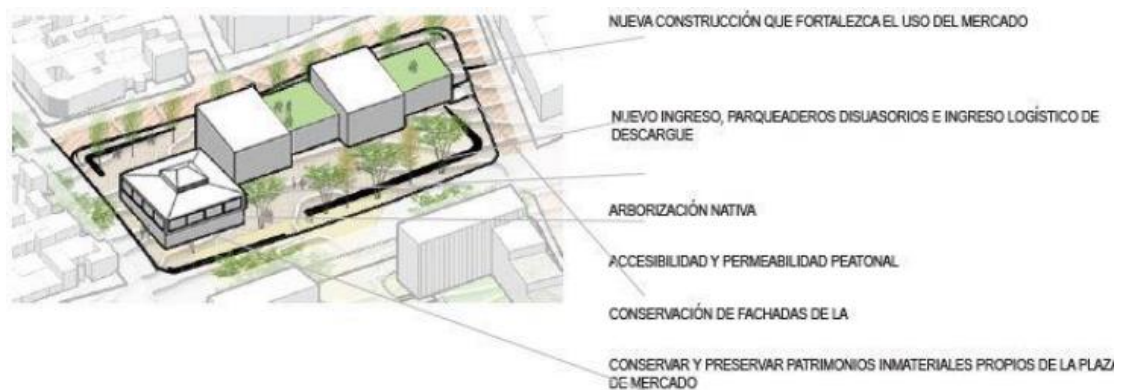 NUEVA CONSTRUCCIÓN QUE FORTALEZCA EL USO DEL MERCADO
NUEVO INGRESO, PARQUEADEROS DISUASORIOS E INGRESO LOGÍSTICO DE
DESCARGUE
ARBORIZACIÓN NATIVA
ACCESIBILIDAD Y PERMEABILIDAD PEATONAL
CONSERVACIÓN DE FACHADAS DE LA
CONSERVAR Y PRESERVAR PATRIMONIOS INMATERIALES PROPIOS DE LA PLAZA
DE MERCADO